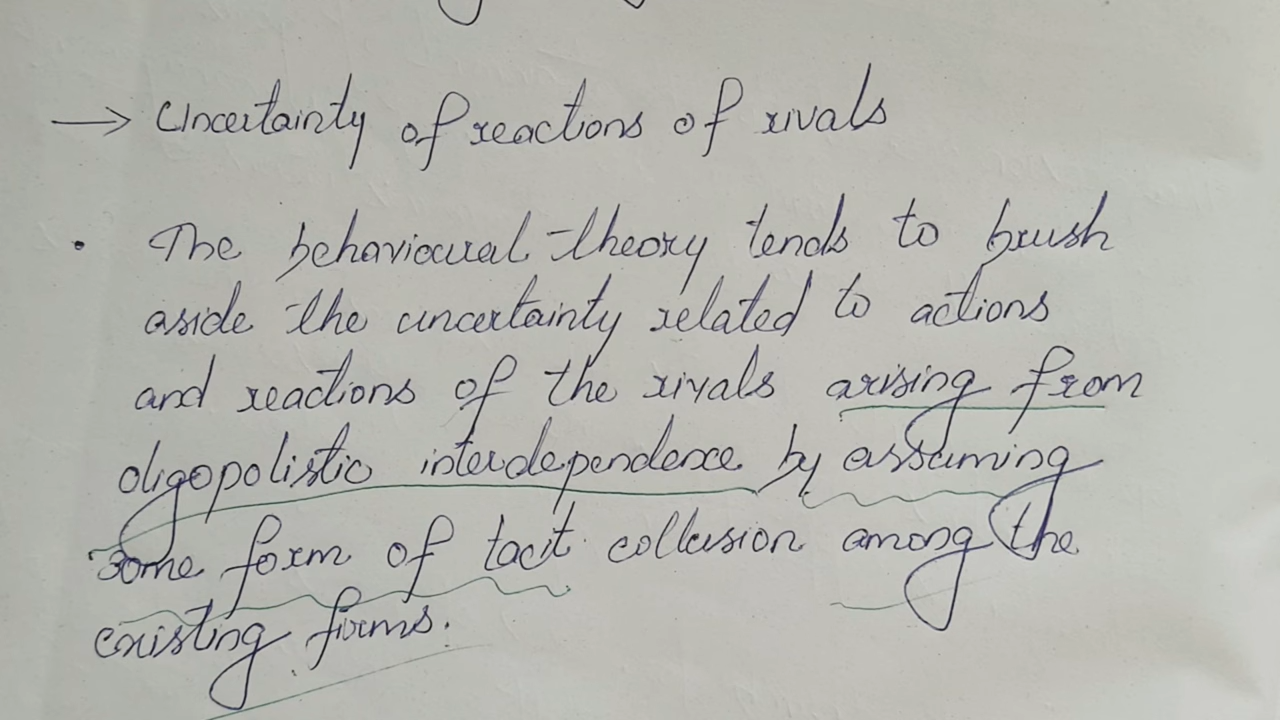 → Uncertainty of reactions of rivals
• The behavioural theory tends to brush
aside the uncertainty related to actions
and reactions of the rivals arising from
oligopolistic interdependence by assuming
some form of tacit collusion among the
existing firms.